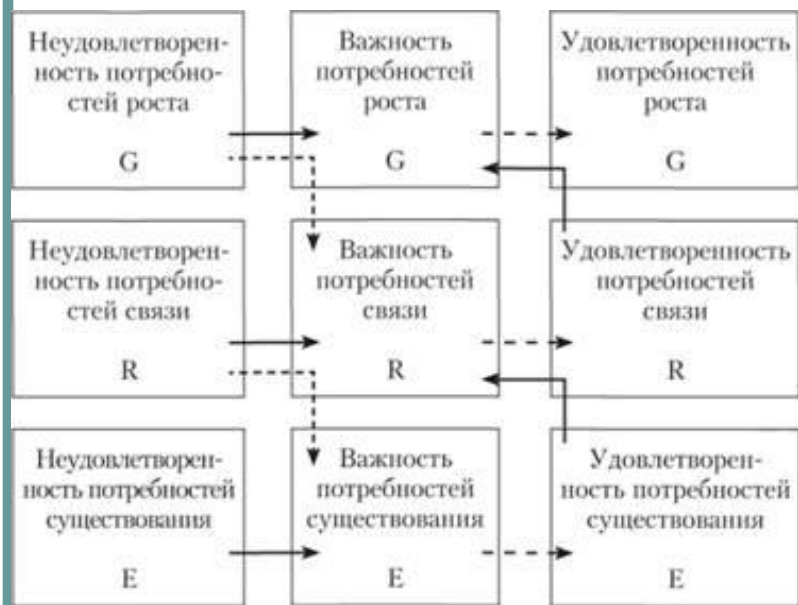 Неудовлетворен-
ность потребно-
стей роста
G
Важность
потребностей
роста
G
Удовлетворенность
потребностей
роста
G
Неудовлетворен-
ность потребно-
стей связи
R
Важность
потребностей
связи
R
Удовлетворенность
потребностей
связи
R
Неудовлетворен-
ность потребностей
существования
E
Важность
потребностей
существования
E
Удовлетворен-
ность потребностей
существования
E